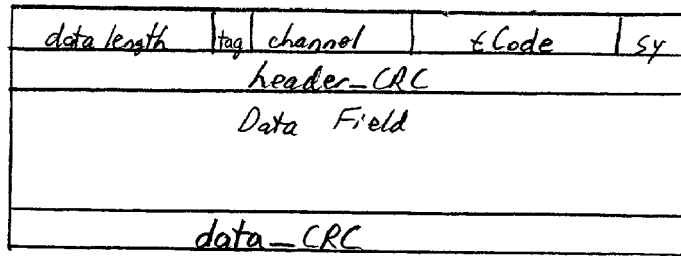 data length tag channel tCode sy
header_CRC
Data Field
data_CRC